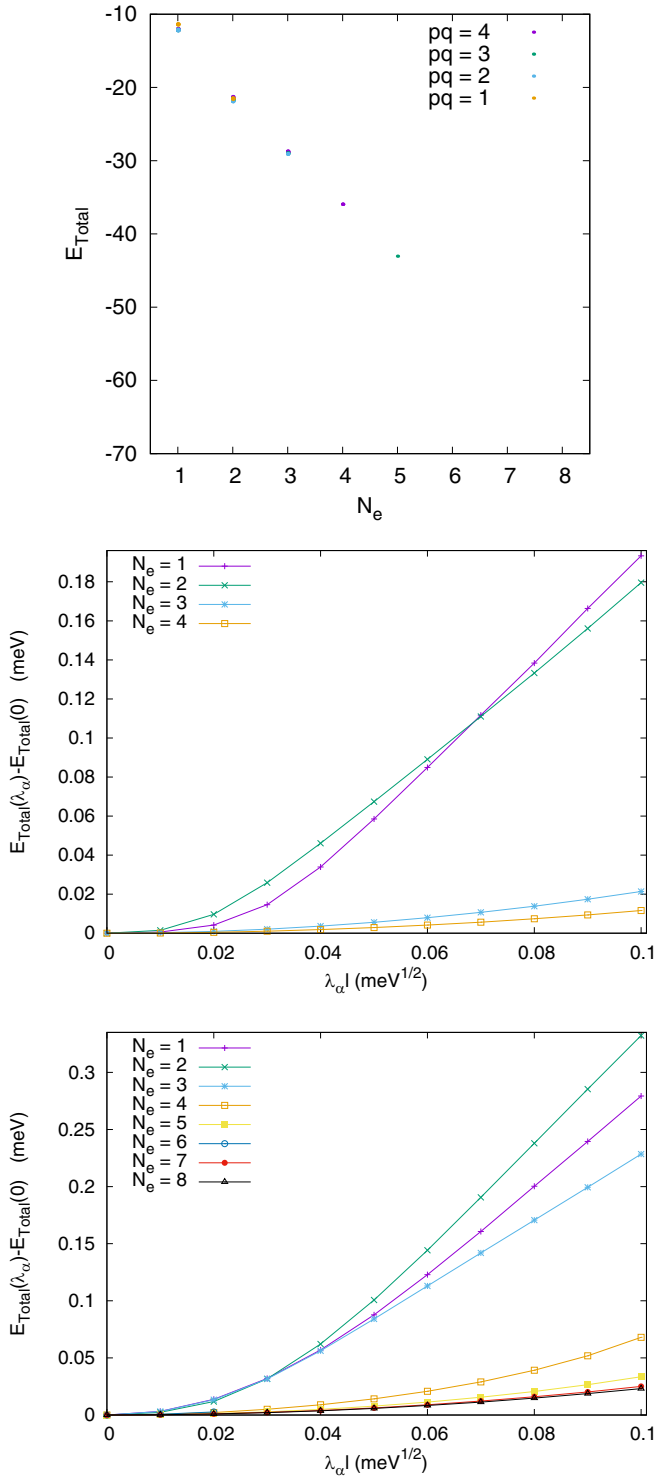 -10
-20
-30
-40
-50
-60
-70
E_Total
pq = 4
pq = 3
pq = 2
pq = 1
1 2 3 4 5 6 7 8
N_e
0.18
0.16
0.14
0.12
0.1
0.08
0.06
0.04
0.02
0
E_Total(λ_α)-E_Total(0) (meV)
N_e = 1
N_e = 2
N_e = 3
N_e = 4
0 0.02 0.04 0.06 0.08 0.1
λ_αl (meV^1/2)
0.3
0.25
0.2
0.15
0.1
0.05
0
E_Total(λ_α)-E_Total(0) (meV)
N_e = 1
N_e = 2
N_e = 3
N_e = 4
N_e = 5
N_e = 6
N_e = 7
N_e = 8
0 0.02 0.04 0.06 0.08 0.1
λ_αl (meV^1/2)